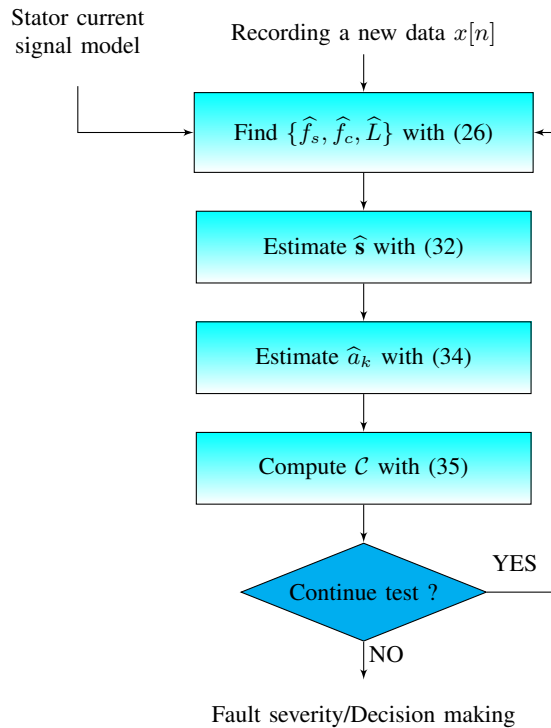 Stator current
signal model
Recording a new data x[n]
Find {f̂_s, f̂_c, L̂} with (26)
Estimate ŝ with (32)
Estimate â_k with (34)
Compute 𝒞 with (35)
Continue test ?
YES
NO
Fault severity/Decision making